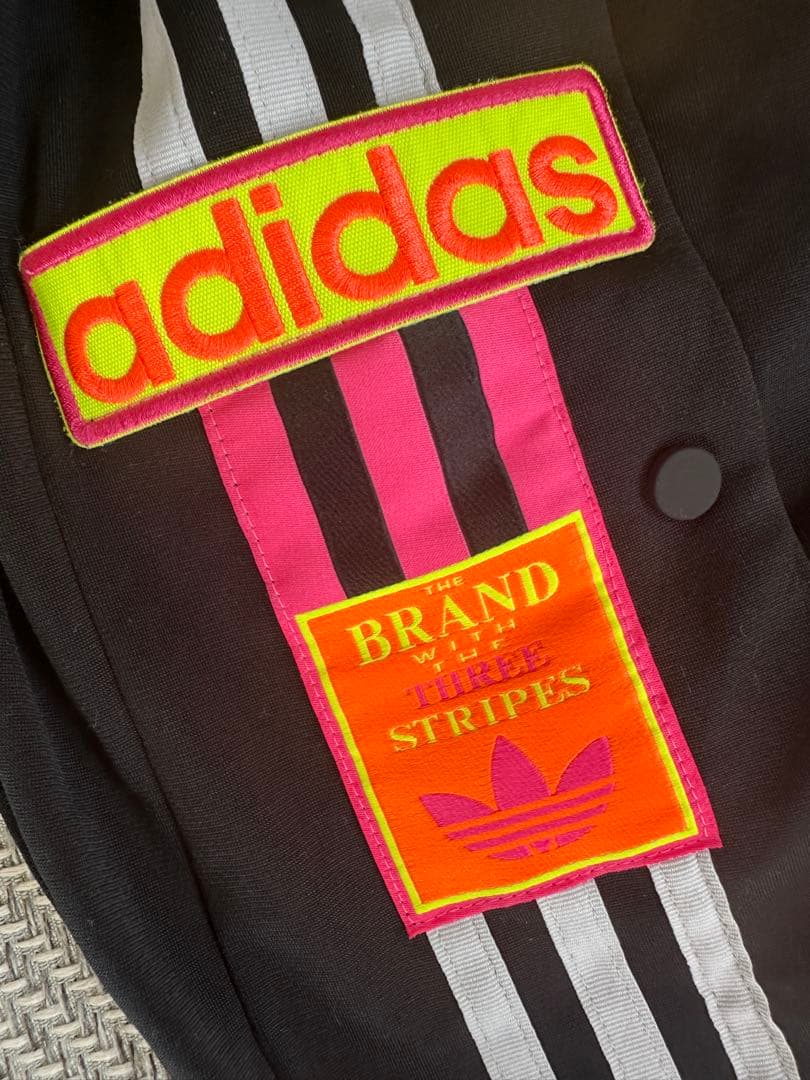 adidas
THE
BRAND
WITH
THE
THREE
STRIPES